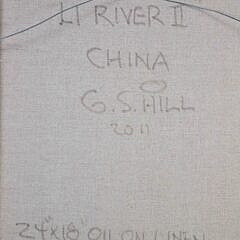 LI RIVER II
CHINA
G.S. HILL
2011
24"x18" OIL ON LINEN